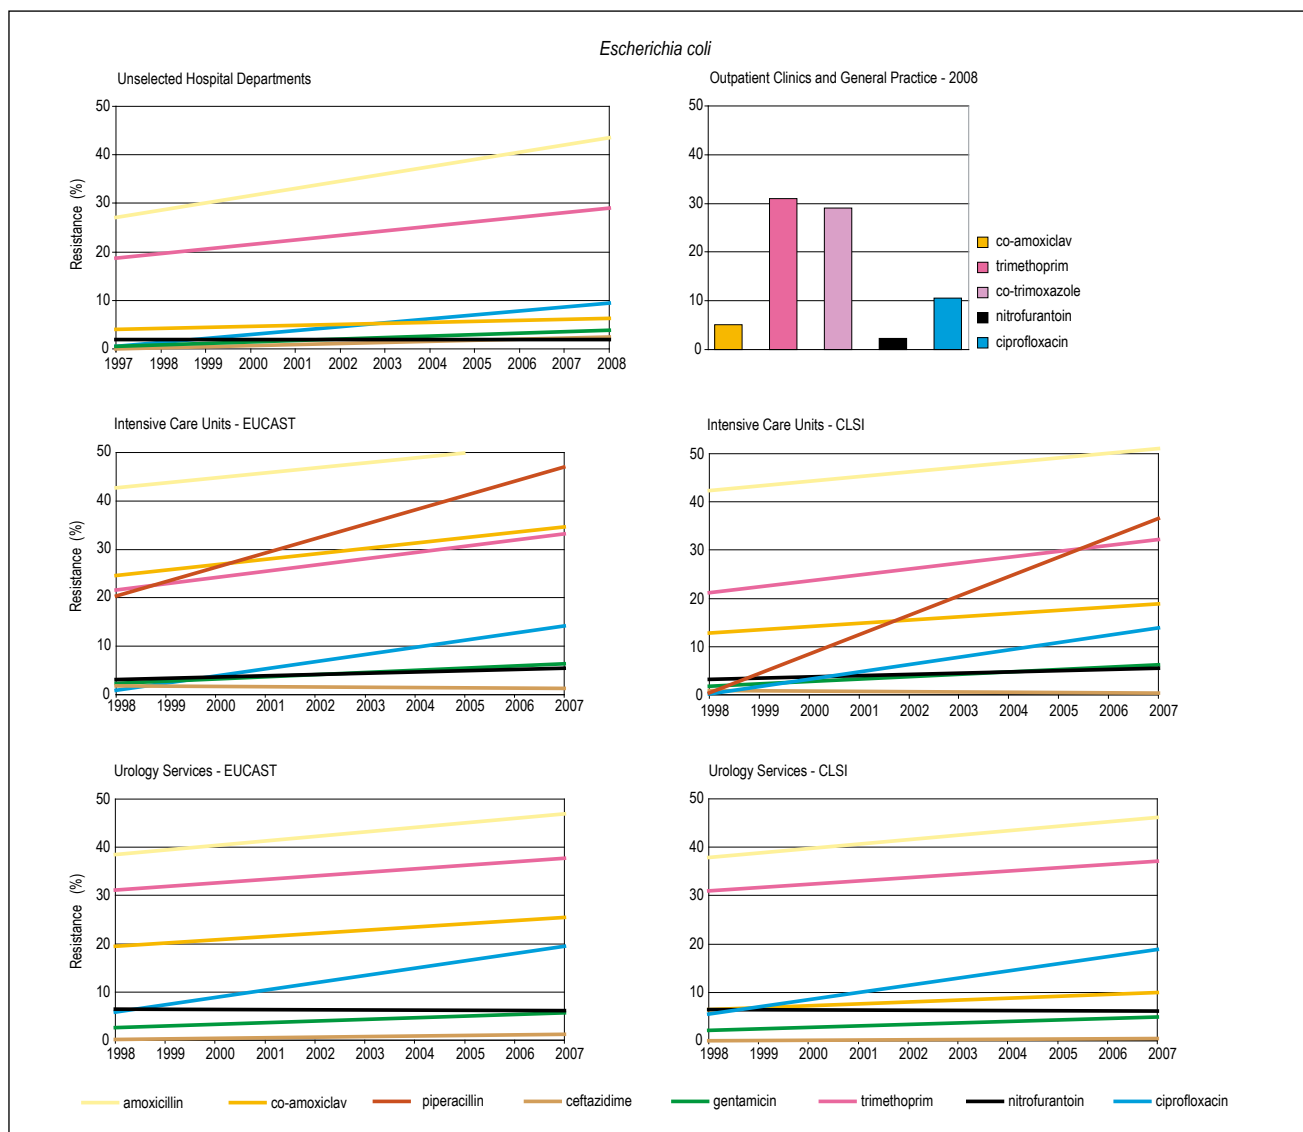 Escherichia coli
Unselected Hospital Departments
50
40
30
20
10
0
Resistance (%)
1997 1998 1999 2000 2000 2002 2003 2004 2005 2006 2007 2008
Outpatient Clinics and General Practice - 2008
50
40
30
20
10
0
co-amoxiclav
trimethoprim
co-trimoxazole
nitrofurantoin
ciprofloxacin
Intensive Care Units - EUCAST
50
40
30
20
10
0
Resistance (%)
1998 1999 2000 2001 2002 2003 2004 2005 2006 2007
Intensive Care Units - CLSI
50
40
30
20
10
0
1998 1999 2000 2001 2002 2003 2004 2005 2006 2007
Urology Services - EUCAST
50
40
30
20
10
0
Resistance (%)
1998 1999 2000 2001 2002 2003 2004 2005 2006 2007
Urology Services - CLSI
50
40
30
20
10
0
1998 1999 2000 2001 2002 2003 2004 2005 2006 2007
amoxicillin co-amoxiclav piperacillin ceftazidime gentamicin trimethoprim nitrofurantoin ciprofloxacin